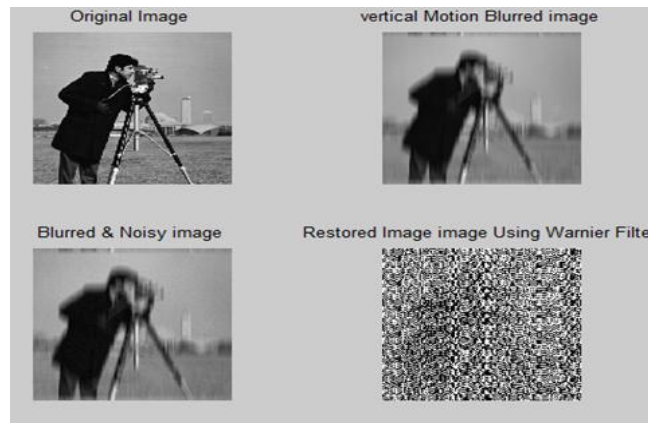 Original Image
vertical Motion Blurred image
Blurred & Noisy image
Restored Image image Using Warnier Filte